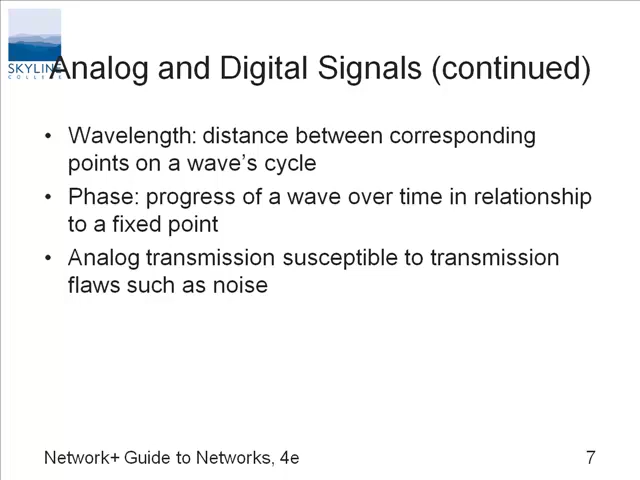 SKYLINE
COLLEGE
Analog and Digital Signals (continued)
• Wavelength: distance between corresponding
points on a wave's cycle
• Phase: progress of a wave over time in relationship
to a fixed point
• Analog transmission susceptible to transmission
flaws such as noise
Network+ Guide to Networks, 4e
7